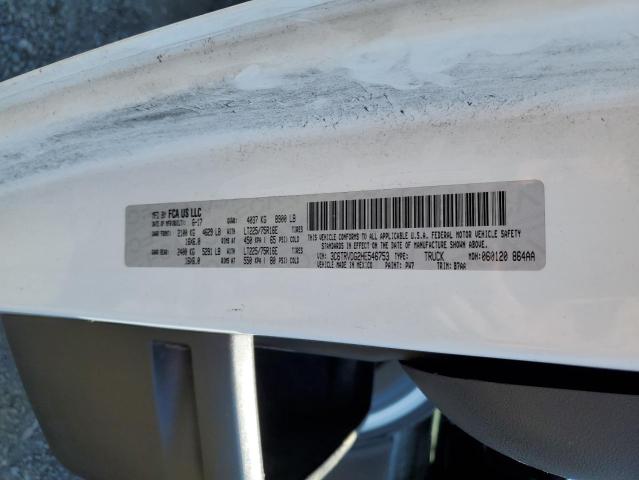 MFD BY: FCA US LLC
DATE OF MFR(BUILT): 6-17 GVWR: 4037 KG 8900 LB
GAWR FRONT: 2100 KG 4629 LB WITH LT225/75R16E TIRES
16X6.0 RIMS AT 450 KPA( 65 PSI) COLD
GAWR REAR: 2400 KG 5291 LB WITH LT225/75R16E TIRES
16X6.0 RIMS AT 550 KPA( 80 PSI) COLD
THIS VEHICLE CONFORMS TO ALL APPLICABLE U.S.A. FEDERAL MOTOR VEHICLE SAFETY
STANDARDS IN EFFECT ON THE DATE OF MANUFACTURE SHOWN ABOVE.
VIN: 3C6TRVDG2HE546753 TYPE: TRUCK MDH: 060120 864AA
VEHICLE MADE IN MEXICO PAINT: PW7 TRIM: B7AA